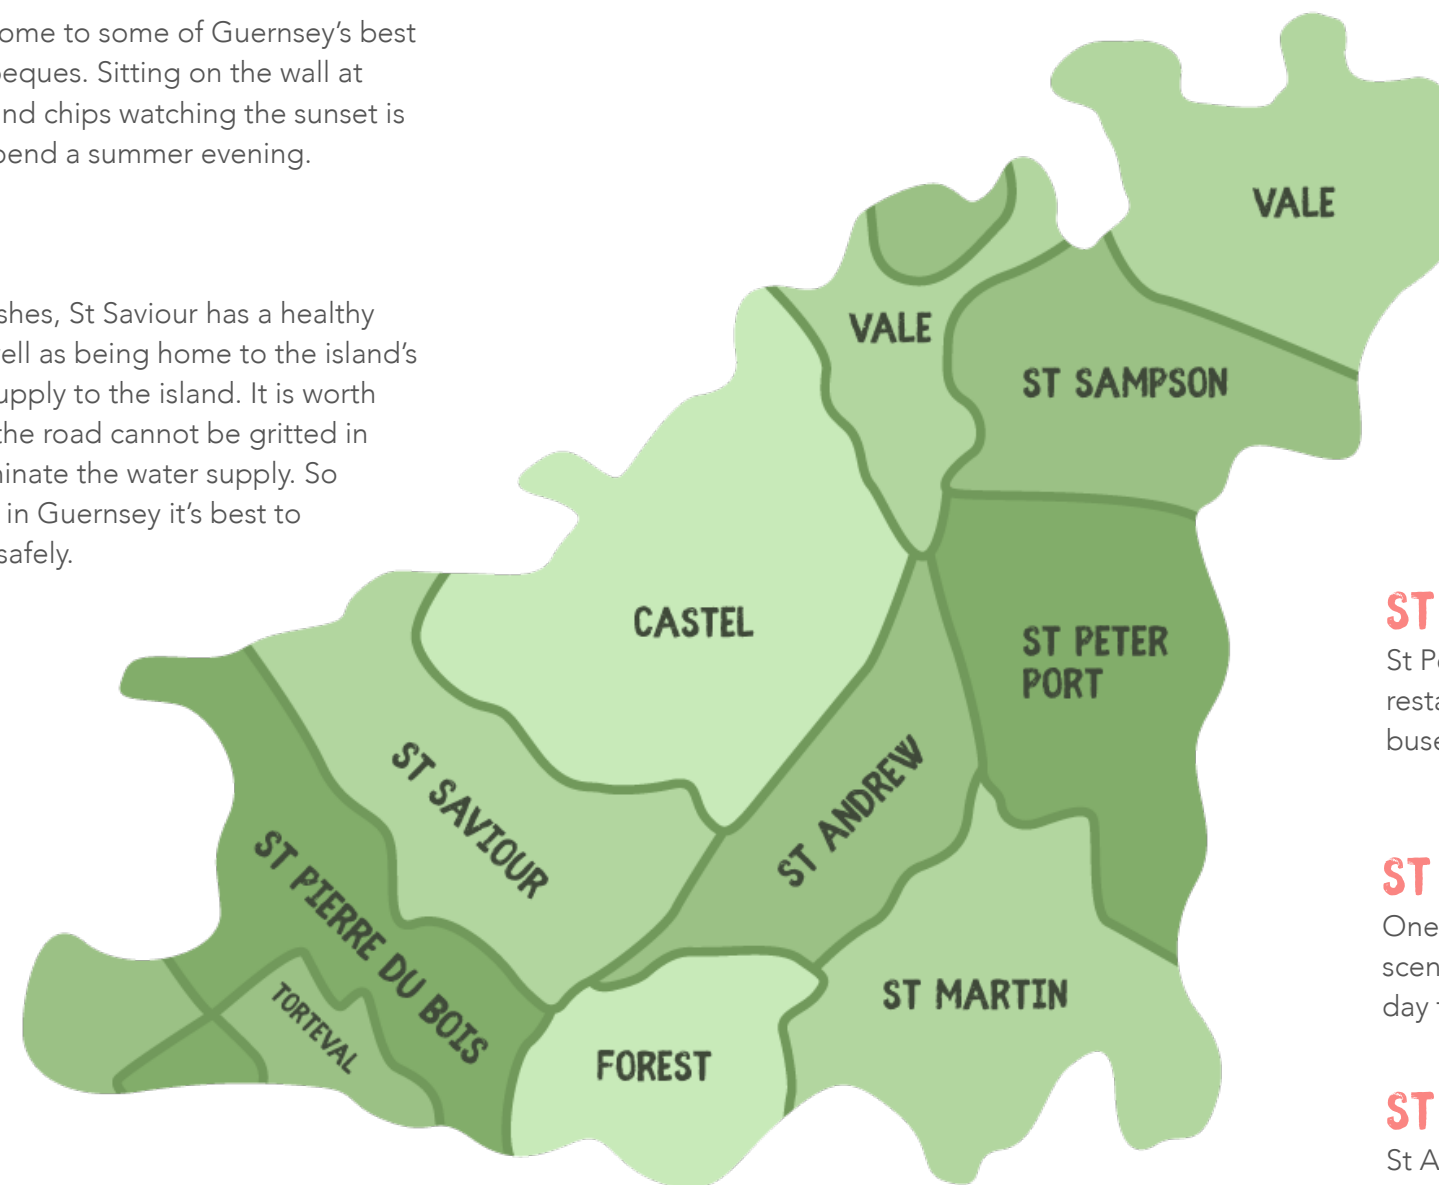 ome to some of Guernsey's best
eques. Sitting on the wall at
nd chips watching the sunset is
pend a summer evening.
shes, St Saviour has a healthy
ell as being home to the island's
upply to the island. It is worth
the road cannot be gritted in
inate the water supply. So
in Guernsey it's best to
safely.
VALE
VALE
ST SAMPSON
CASTEL
ST PETER
PORT
ST ANDREW
ST SAVIOUR
ST PIERRE DU BOIS
TORTEVAL
FOREST
ST MARTIN
ST
St P
resta
buse
ST
One
scen
day
ST
St A